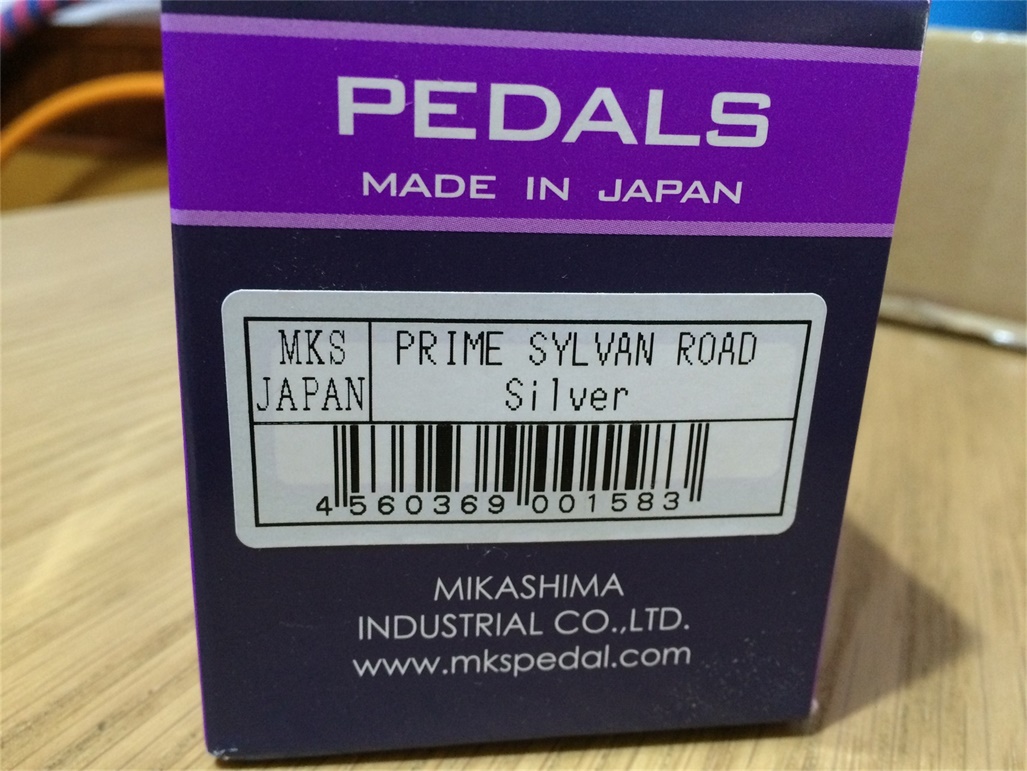 PEDALS
MADE IN JAPAN
MKS
JAPAN
PRIME SYLVAN ROAD
Silver
4 560369 001583
MIKASHIMA
INDUSTRIAL CO.,LTD.
www.mkspedal.com